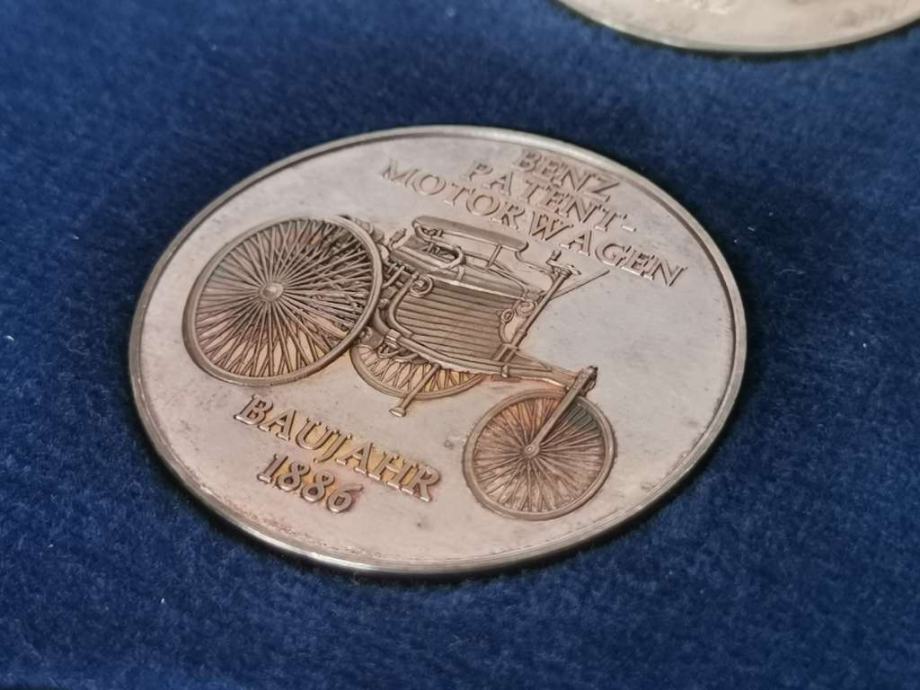 BENZ
PATENT-
MOTORWAGEN
BAUJAHR
1886